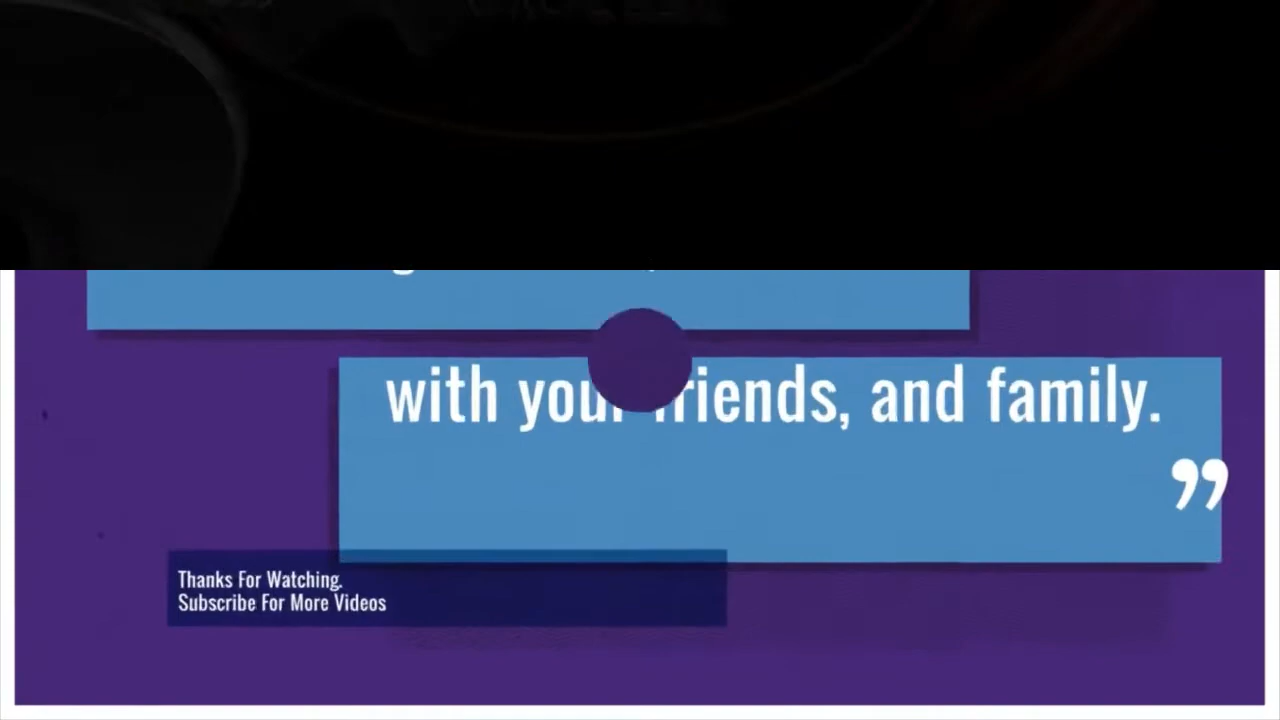 with your friends, and family.
”
Thanks For Watching.
Subscribe For More Videos